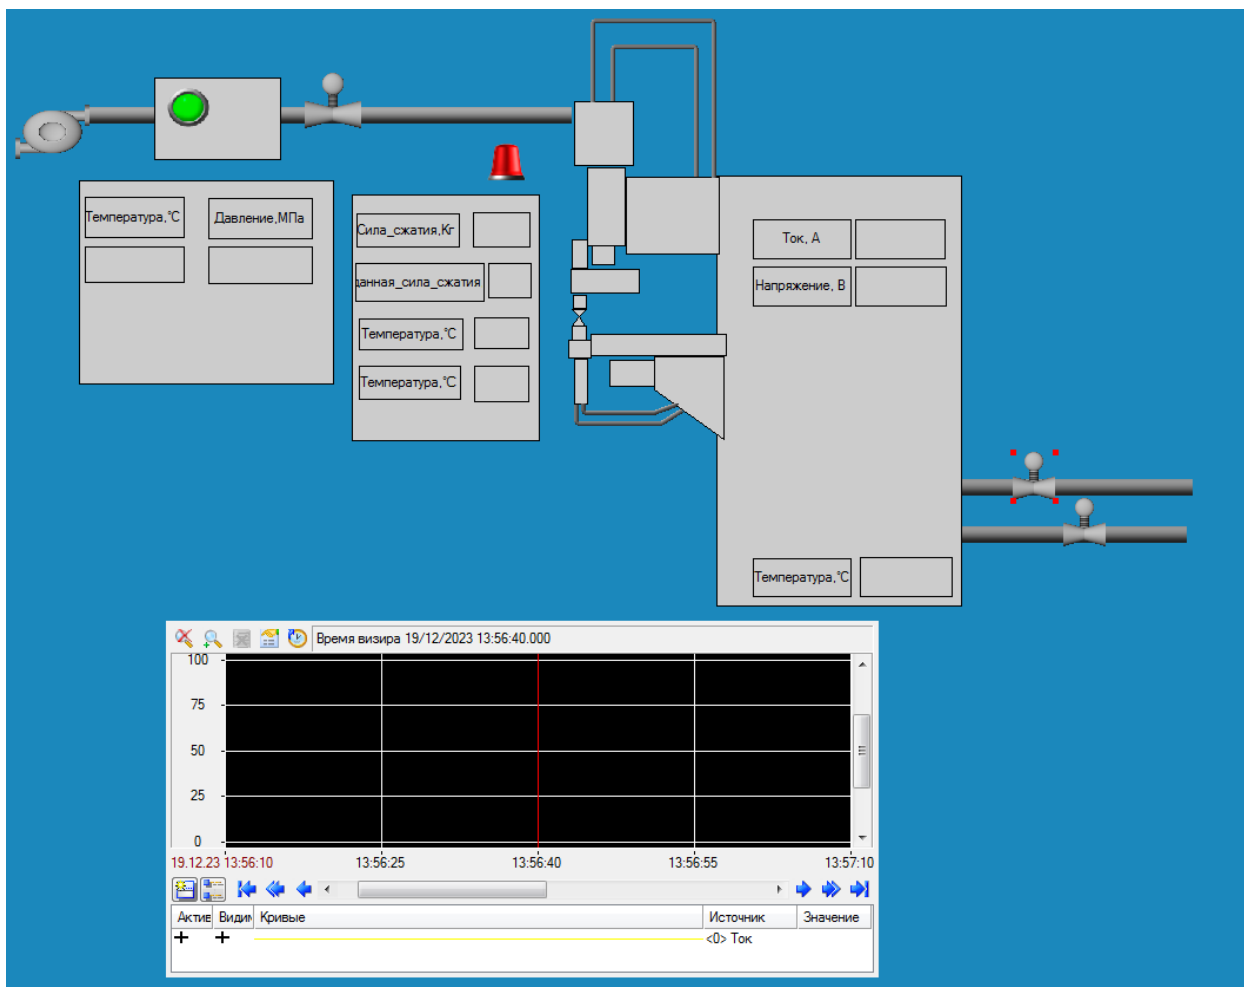 Температура,°С
Давление,МПа
Сила_сжатия,Кг
данная_сила_сжатия
Температура,°С
Температура,°С
Ток, А
Напряжение, В
Температура,°С
Время визира 19/12/2023 13:56:40.000
100
75
50
25
0
19.12.23 13:56:10 13:56:25 13:56:40 13:56:55 13:57:10
Актив Видим Кривые Источник Значение
<0> Ток